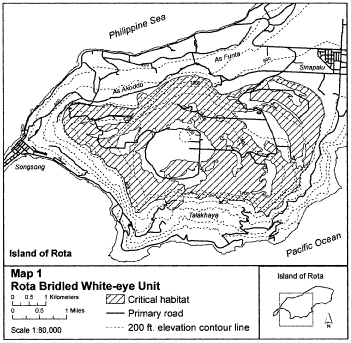 Philippine Sea
As Funta
Sinapalu
As Akoddo
Songsong
Talakhaya
Pacific Ocean
Island of Rota
Map 1
Rota Bridled White-eye Unit
0 0.5 1 Kilometers
0 0.5 1 Miles
Scale 1:80,000
Critical habitat
Primary road
200 ft. elevation contour line
Island of Rota
N